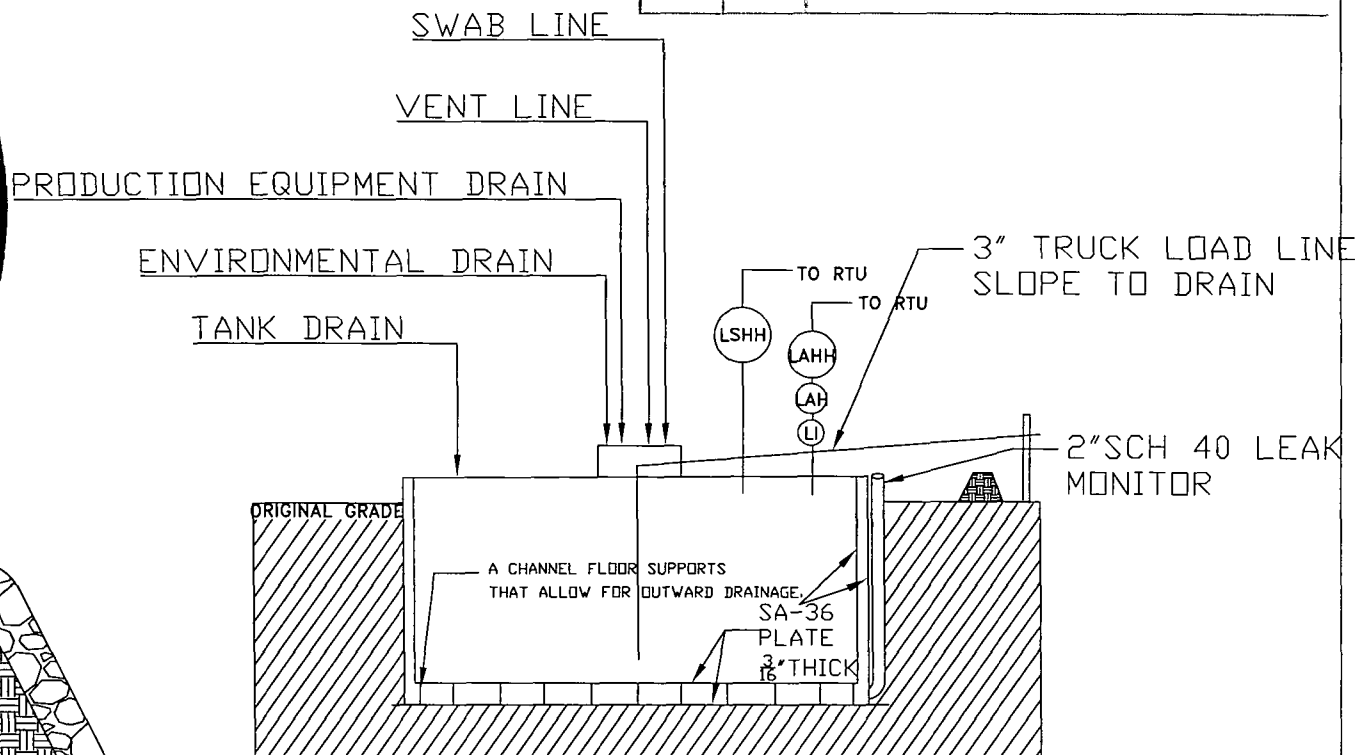 SWAB LINE
VENT LINE
PRODUCTION EQUIPMENT DRAIN
ENVIRONMENTAL DRAIN
TANK DRAIN
TO RTU
TO RTU
3" TRUCK LOAD LINE
SLOPE TO DRAIN
LSHH
LAHH
LAH
LI
2"SCH 40 LEAK
MONITOR
ORIGINAL GRADE
A CHANNEL FLOOR SUPPORTS
THAT ALLOW FOR OUTWARD DRAINAGE,
SA-36
PLATE
3/16"THICK